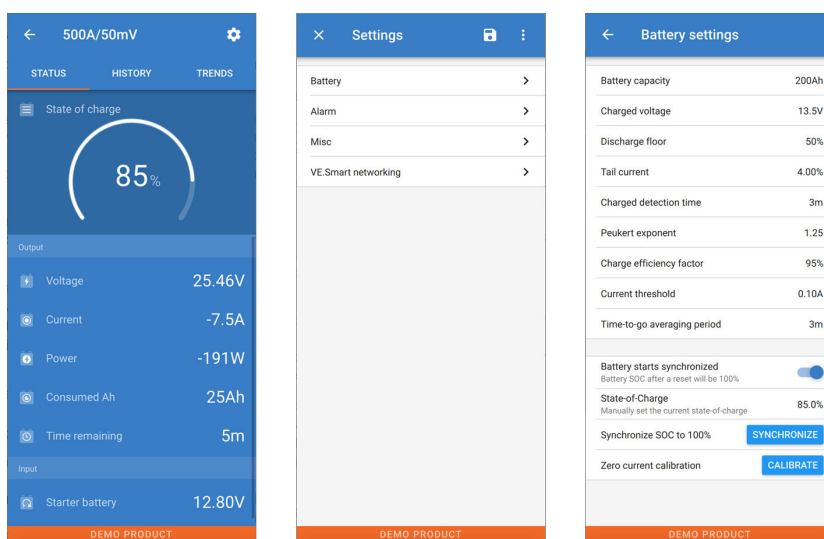 500A/50mV
STATUS HISTORY TRENDS
State of charge
85%
Output
Voltage 25.46V
Current -7.5A
Power -191W
Consumed Ah 25Ah
Time remaining 5m
Input
Starter battery 12.80V
DEMO PRODUCT
Settings
Battery
Alarm
Misc
VE.Smart networking
DEMO PRODUCT
Battery settings
Battery capacity 200Ah
Charged voltage 13.5V
Discharge floor 50%
Tail current 4.00%
Charged detection time 3m
Peukert exponent 1.25
Charge efficiency factor 95%
Current threshold 0.10A
Time-to-go averaging period 3m
Battery starts synchronized
Battery SOC after a reset will be 100%
State-of-Charge 85.0%
Manually set the current state-of-charge
Synchronize SOC to 100% SYNCHRONIZE
Zero current calibration CALIBRATE
DEMO PRODUCT